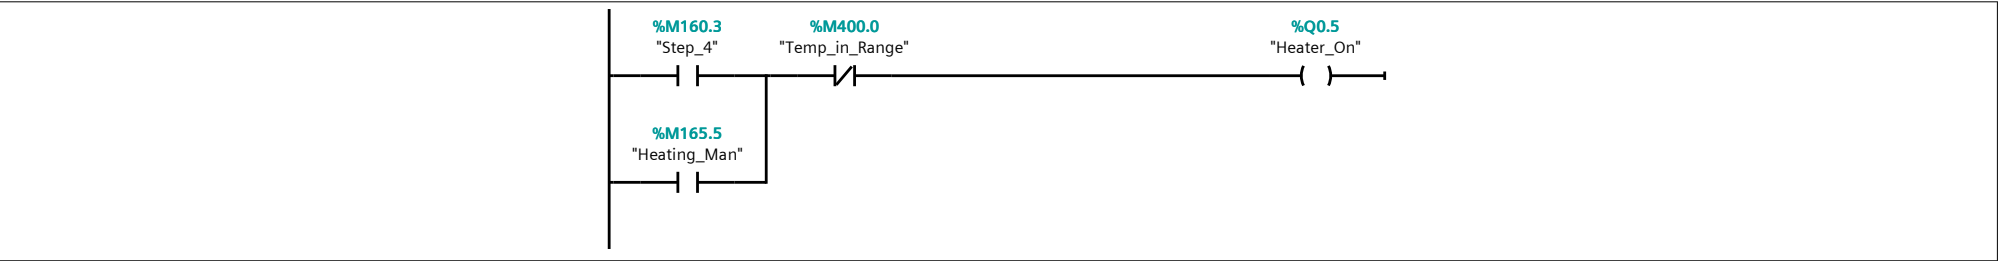 %M160.3
"Step_4"
%M400.0
"Temp_in_Range"
%Q0.5
"Heater_On"
%M165.5
"Heating_Man"